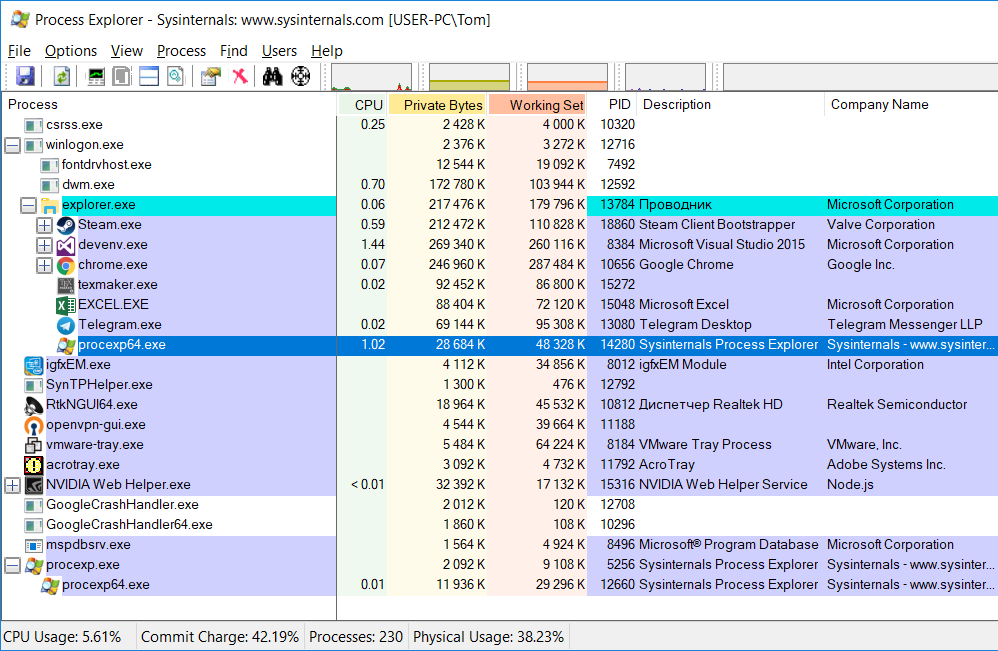 Process Explorer - Sysinternals: www.sysinternals.com [USER-PC\Tom]
File Options View Process Find Users Help
Process CPU Private Bytes Working Set PID Description Company Name
csrss.exe 0.25 2 428 K 4 000 K 10320
winlogon.exe 2 376 K 3 272 K 12716
fontdrvhost.exe 12 544 K 19 092 K 7492
dwm.exe 0.70 172 780 K 103 944 K 12592
explorer.exe 0.06 217 476 K 179 796 K 13784 Проводник Microsoft Corporation
Steam.exe 0.59 212 472 K 110 828 K 18860 Steam Client Bootstrapper Valve Corporation
devenv.exe 1.44 269 340 K 260 116 K 8384 Microsoft Visual Studio 2015 Microsoft Corporation
chrome.exe 0.07 246 960 K 287 484 K 10656 Google Chrome Google Inc.
texmaker.exe 0.02 92 452 K 86 800 K 15272
EXCEL.EXE 88 404 K 72 120 K 15048 Microsoft Excel Microsoft Corporation
Telegram.exe 0.02 69 144 K 95 308 K 13080 Telegram Desktop Telegram Messenger LLP
procexp64.exe 1.02 28 684 K 48 328 K 14280 Sysinternals Process Explorer Sysinternals - www.sysinter...
igfxEM.exe 4 112 K 34 856 K 8012 igfxEM Module Intel Corporation
SynTPHelper.exe 1 300 K 476 K 12792
RtkNGUI64.exe 18 964 K 45 532 K 10812 Диспетчер Realtek HD Realtek Semiconductor
openvpn-gui.exe 4 544 K 39 664 K 11188
vmware-tray.exe 5 484 K 64 224 K 8184 VMware Tray Process VMware, Inc.
acrotray.exe 3 092 K 4 732 K 11792 AcroTray Adobe Systems Inc.
NVIDIA Web Helper.exe < 0.01 32 392 K 17 132 K 15316 NVIDIA Web Helper Service Node.js
GoogleCrashHandler.exe 2 012 K 120 K 12708
GoogleCrashHandler64.exe 1 860 K 108 K 10296
mspdbsrv.exe 1 564 K 4 924 K 8496 Microsoft® Program Database Microsoft Corporation
procexp.exe 2 092 K 9 108 K 5256 Sysinternals Process Explorer Sysinternals - www.sysinter...
procexp64.exe 0.01 11 936 K 29 296 K 12660 Sysinternals Process Explorer Sysinternals - www.sysinter...
CPU Usage: 5.61% Commit Charge: 42.19% Processes: 230 Physical Usage: 38.23%